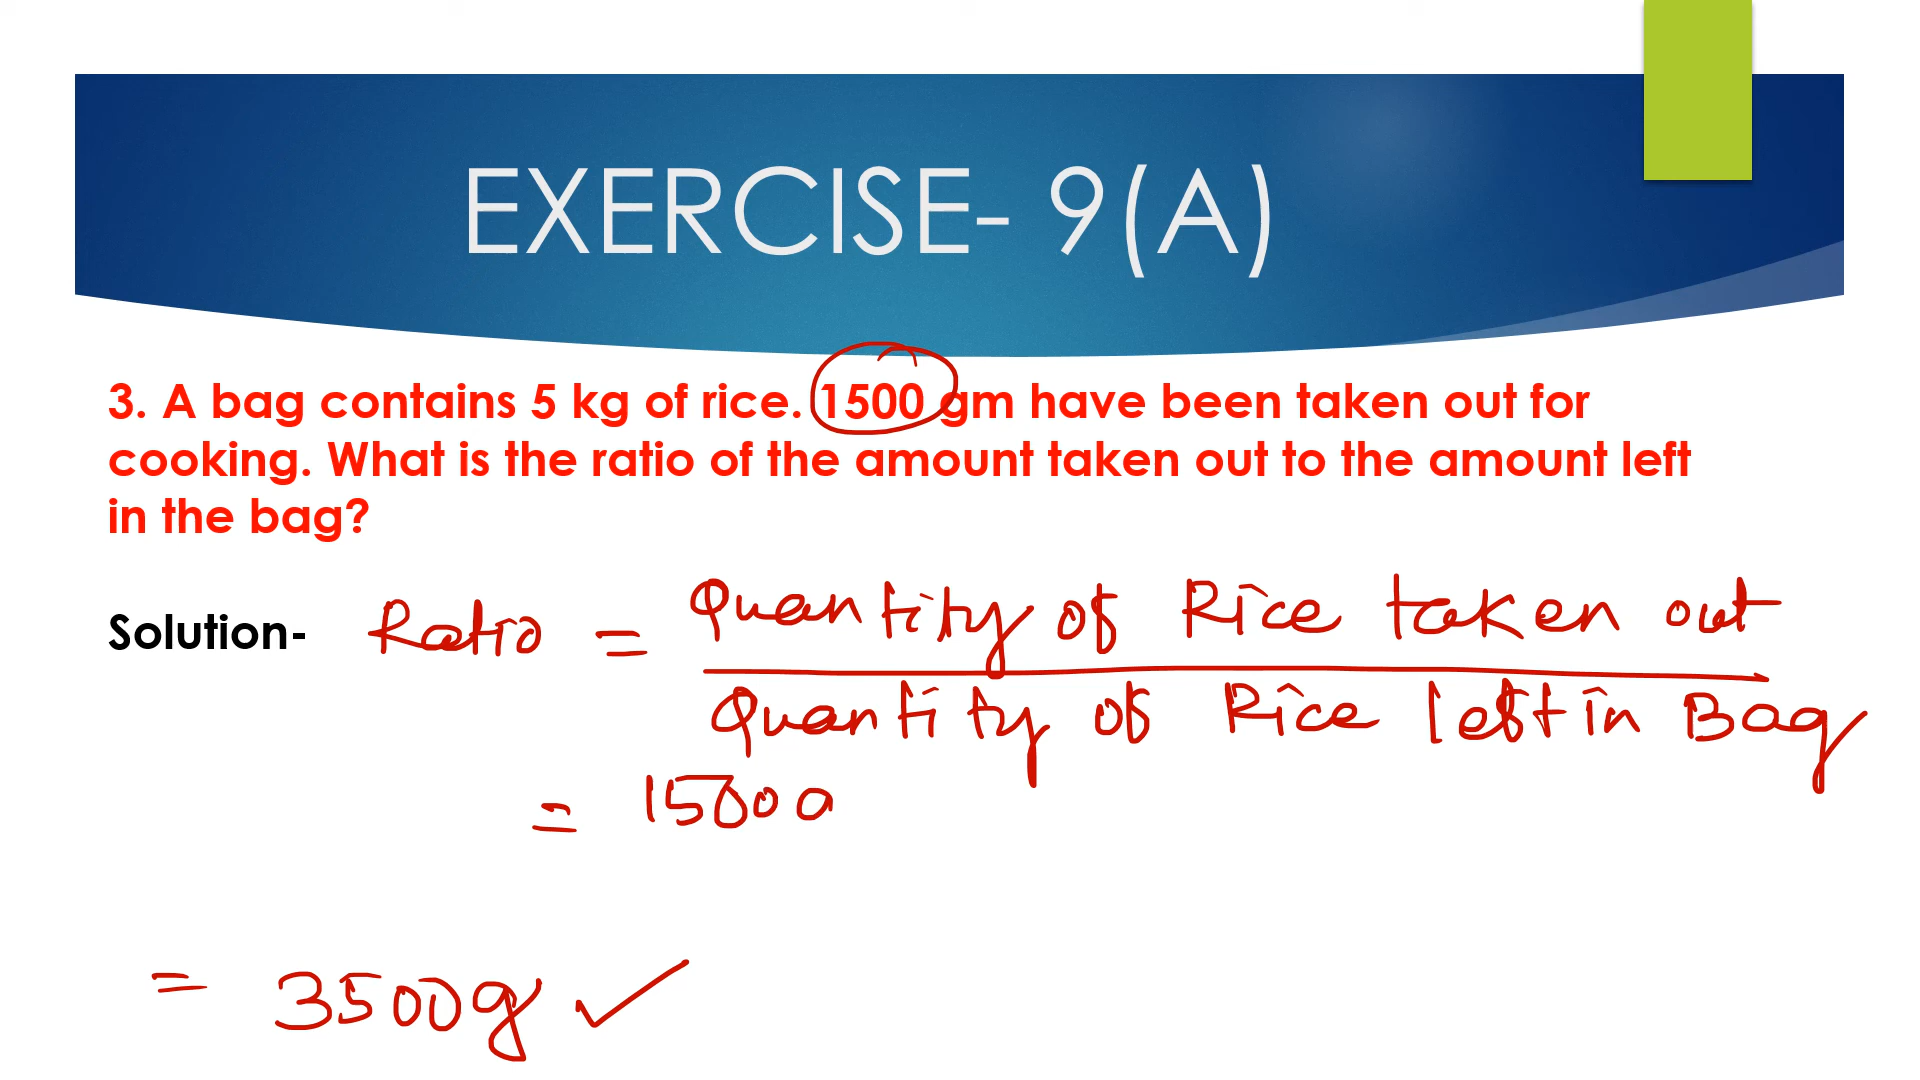 EXERCISE- 9(A)
3. A bag contains 5 kg of rice. 1500 gm have been taken out for
cooking. What is the ratio of the amount taken out to the amount left
in the bag?
Solution- Ratio = Quantity of Rice taken out
Quantity of Rice left in Bag
= 1500
= 3500g ✓